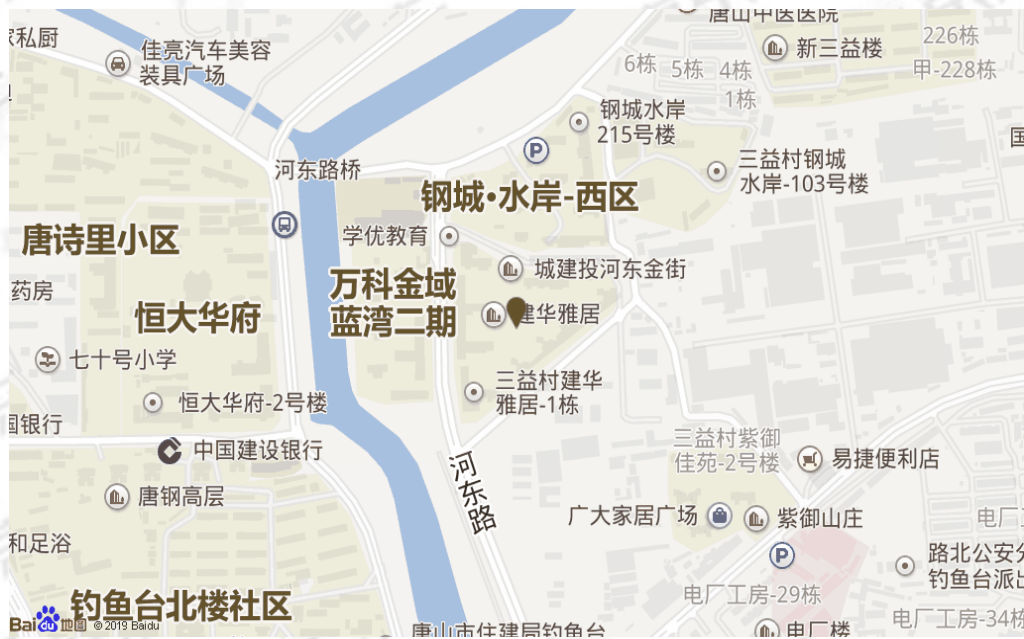 家私厨
佳亮汽车美容
装具广场
唐山中医医院
新三益楼
226栋
甲-228栋
6栋
5栋
4栋
1栋
钢城水岸
215号楼
三益村钢城
水岸-103号楼
河东路桥
钢城·水岸-西区
唐诗里小区
学优教育
城建投河东金街
药房
万科金域
蓝湾二期
恒大华府
建华雅居
七十号小学
三益村建华
雅居-1栋
恒大华府-2号楼
国银行
中国建设银行
三益村紫御
佳苑-2号楼
易捷便利店
河东路
唐钢高层
广大家居广场
紫御山庄
电厂工
和足浴
路北公安分
钓鱼台派出
电厂工房-29栋
钓鱼台北楼社区
电厂工房-34栋
电厂楼
唐山市住建局钓鱼台
Bai du 地图 © 2019 Baidu